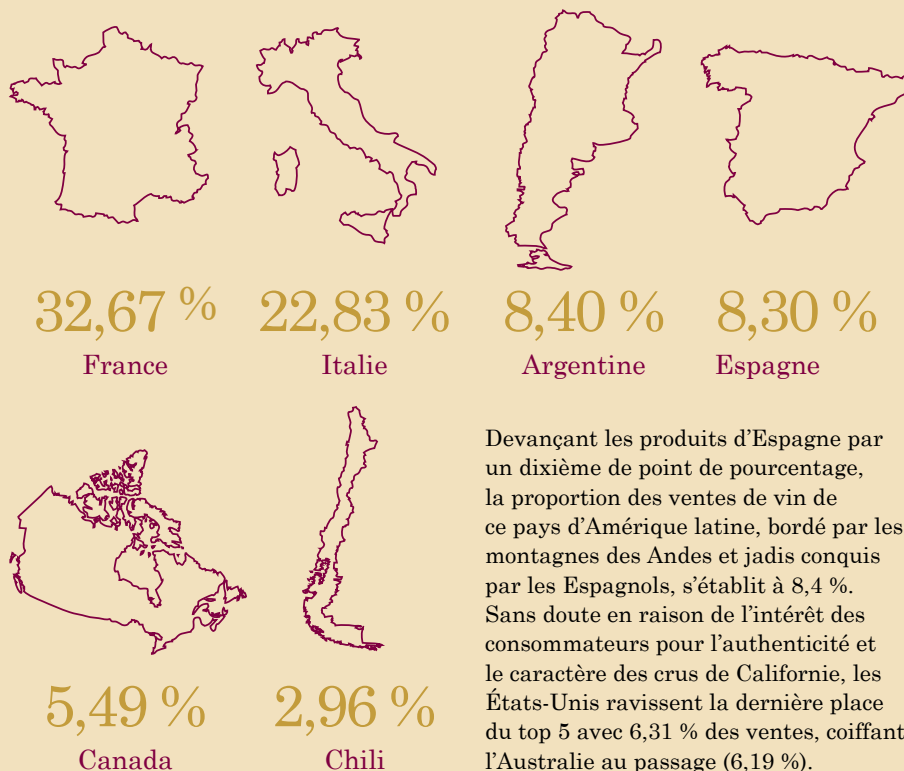 32,67 %
France
22,83 %
Italie
8,40 %
Argentine
8,30 %
Espagne
5,49 %
Canada
2,96 %
Chili
Devançant les produits d’Espagne par
un dixième de point de pourcentage,
la proportion des ventes de vin de
ce pays d’Amérique latine, bordé par les
montagnes des Andes et jadis conquis
par les Espagnols, s’établit à 8,4 %.
Sans doute en raison de l’intérêt des
consommateurs pour l’authenticité et
le caractère des crus de Californie, les
États-Unis ravissent la dernière place
du top 5 avec 6,31 % des ventes, coiffant
l’Australie au passage (6,19 %).